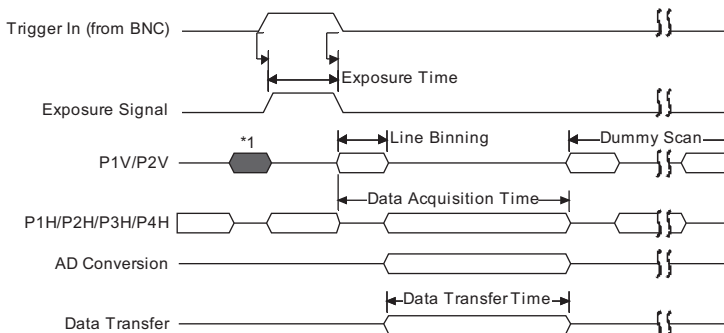 Trigger In (from BNC)
Exposure Time
Exposure Signal
*1
Line Binning
Dummy Scan
P1V/P2V
Data Acquisition Time
P1H/P2H/P3H/P4H
AD Conversion
Data Transfer Time
Data Transfer